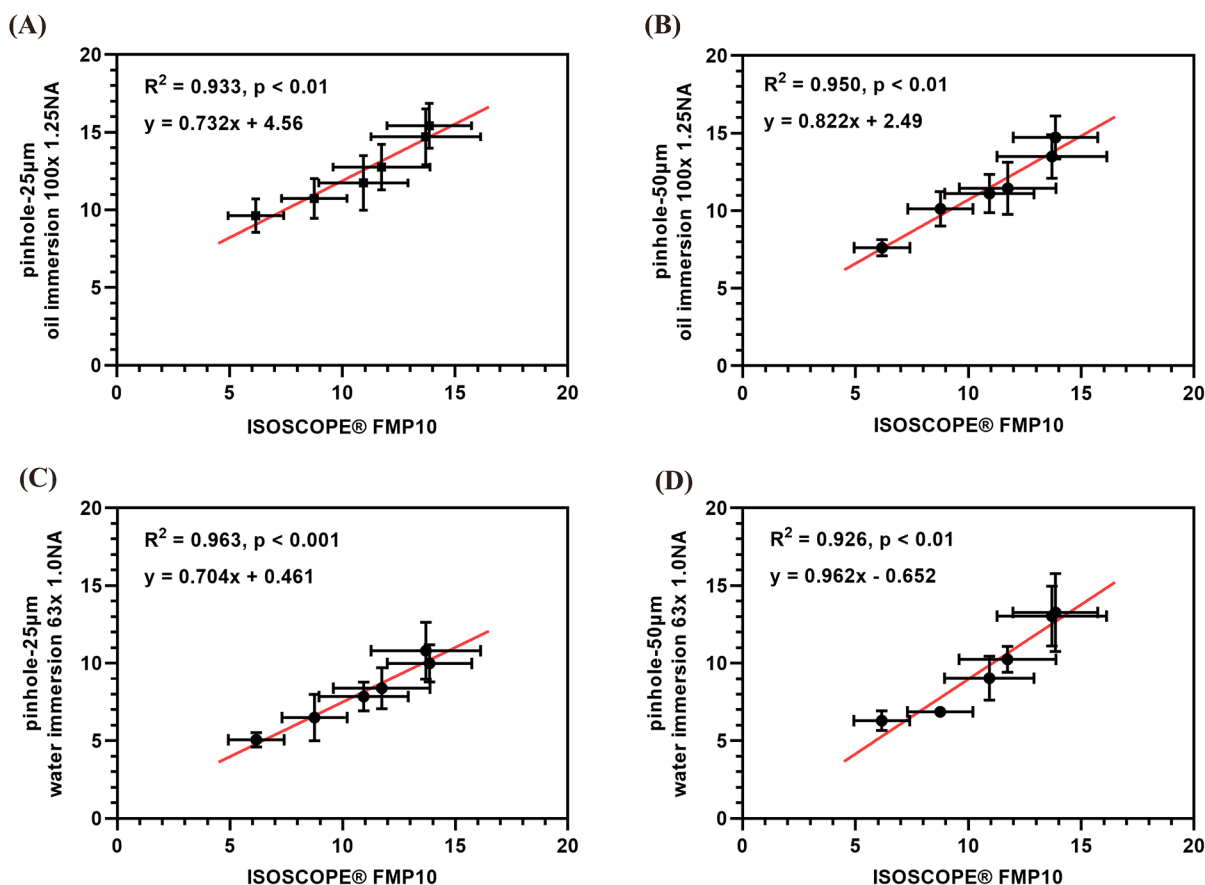 (A)
R² = 0.933, p < 0.01
y = 0.732x + 4.56
pinhole-25μm
oil immersion 100x 1.25NA
20
15
10
5
0
0 5 10 15 20
ISOSCOPE® FMP10
(B)
R² = 0.950, p < 0.01
y = 0.822x + 2.49
pinhole-50μm
oil immersion 100x 1.25NA
20
15
10
5
0
0 5 10 15 20
ISOSCOPE® FMP10
(C)
R² = 0.963, p < 0.001
y = 0.704x + 0.461
pinhole-25μm
water immersion 63x 1.0NA
20
15
10
5
0
0 5 10 15 20
ISOSCOPE® FMP10
(D)
R² = 0.926, p < 0.01
y = 0.962x - 0.652
pinhole-50μm
water immersion 63x 1.0NA
20
15
10
5
0
0 5 10 15 20
ISOSCOPE® FMP10